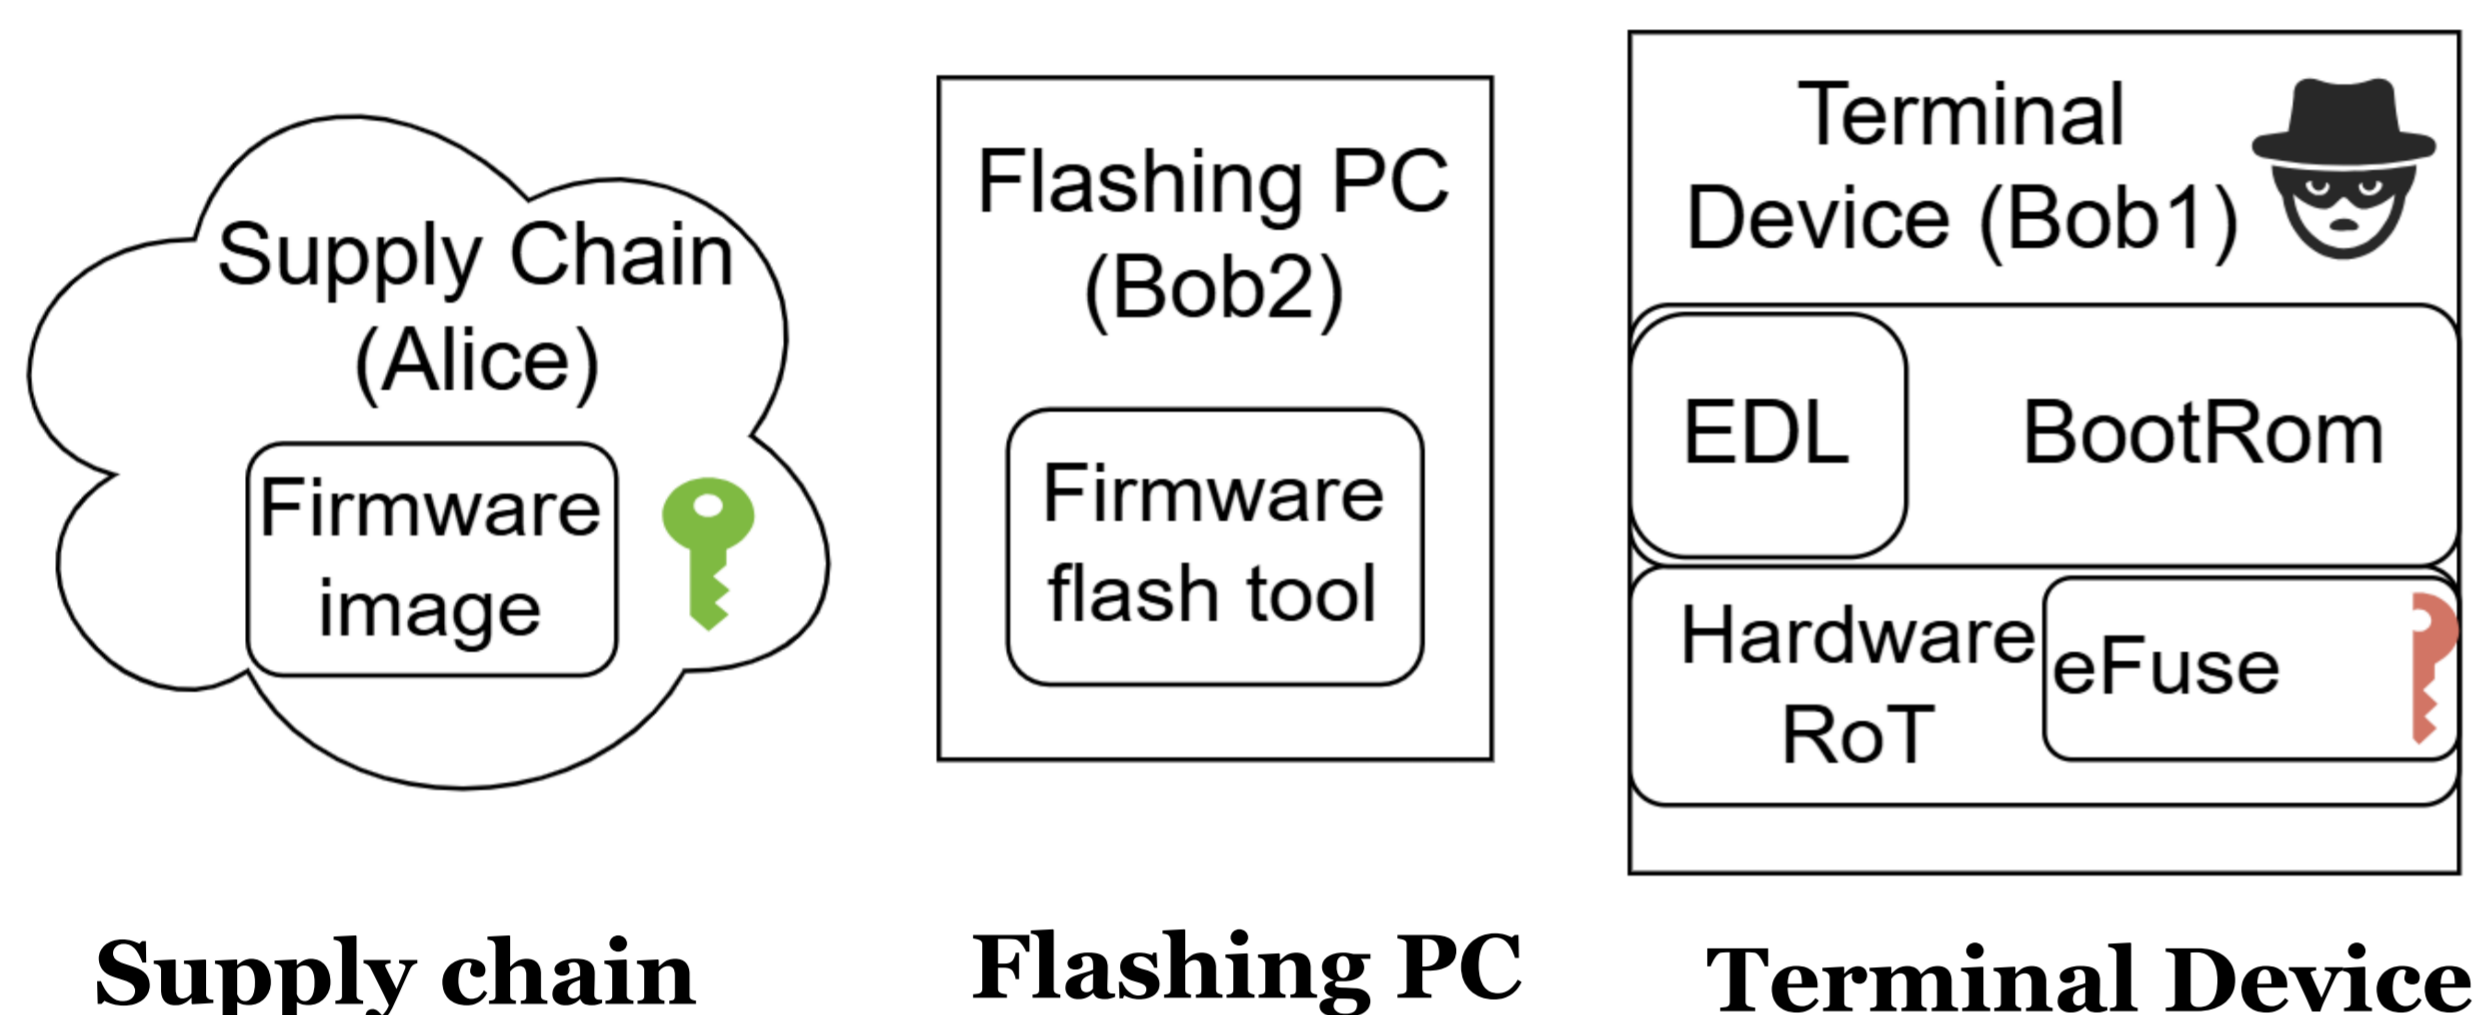 Supply Chain
(Alice)
Firmware
image
Flashing PC
(Bob2)
Firmware
flash tool
Terminal
Device (Bob1)
EDL
BootRom
Hardware
RoT
eFuse
Supply chain
Flashing PC
Terminal Device